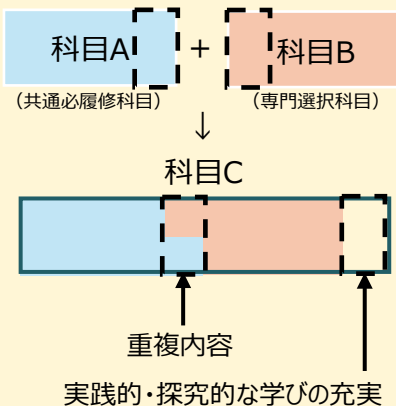 科目A + 科目B
（共通必履修科目） （専門選択科目）
↓
科目C
重複内容
実践的・探究的な学びの充実